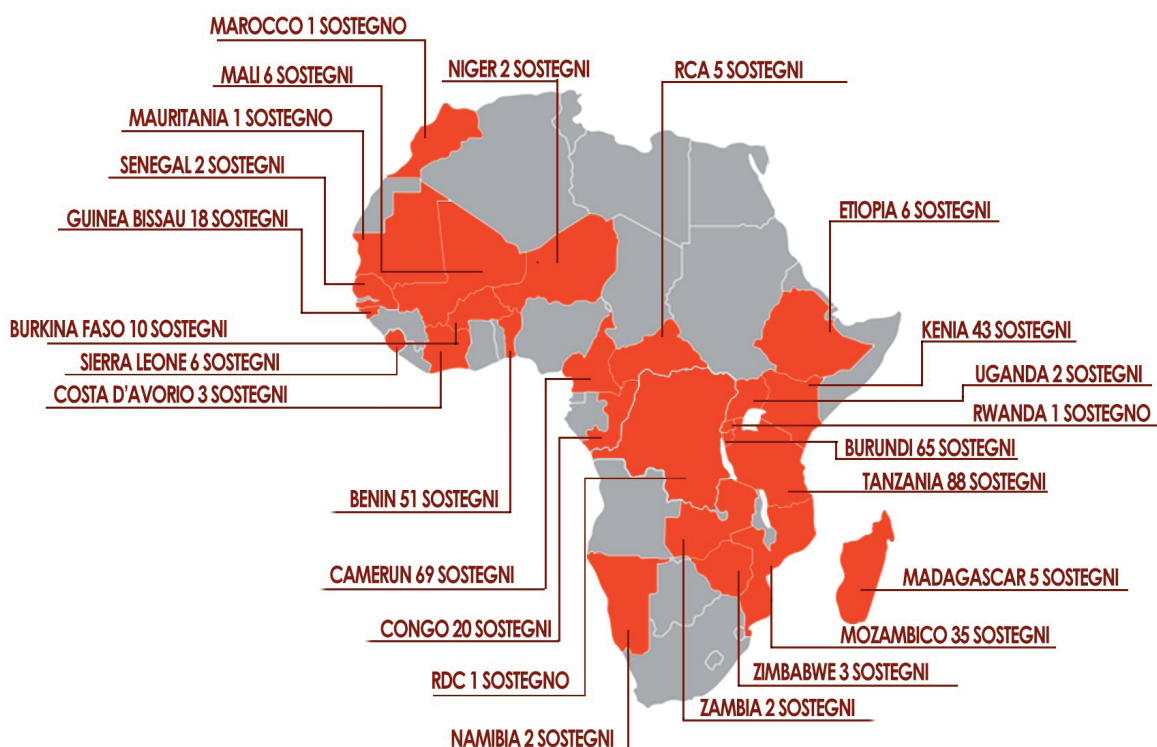 MAROCCO 1 SOSTEGNO
MALI 6 SOSTEGNI
NIGER 2 SOSTEGNI
RCA 5 SOSTEGNI
MAURITANIA 1 SOSTEGNO
SENEGAL 2 SOSTEGNI
GUINEA BISSAU 18 SOSTEGNI
ETIOPIA 6 SOSTEGNI
BURKINA FASO 10 SOSTEGNI
KENIA 43 SOSTEGNI
SIERRA LEONE 6 SOSTEGNI
UGANDA 2 SOSTEGNI
COSTA D'AVORIO 3 SOSTEGNI
RWANDA 1 SOSTEGNO
BURUNDI 65 SOSTEGNI
TANZANIA 88 SOSTEGNI
BENIN 51 SOSTEGNI
CAMERUN 69 SOSTEGNI
MADAGASCAR 5 SOSTEGNI
CONGO 20 SOSTEGNI
MOZAMBICO 35 SOSTEGNI
RDC 1 SOSTEGNO
ZIMBABWE 3 SOSTEGNI
ZAMBIA 2 SOSTEGNI
NAMIBIA 2 SOSTEGNI